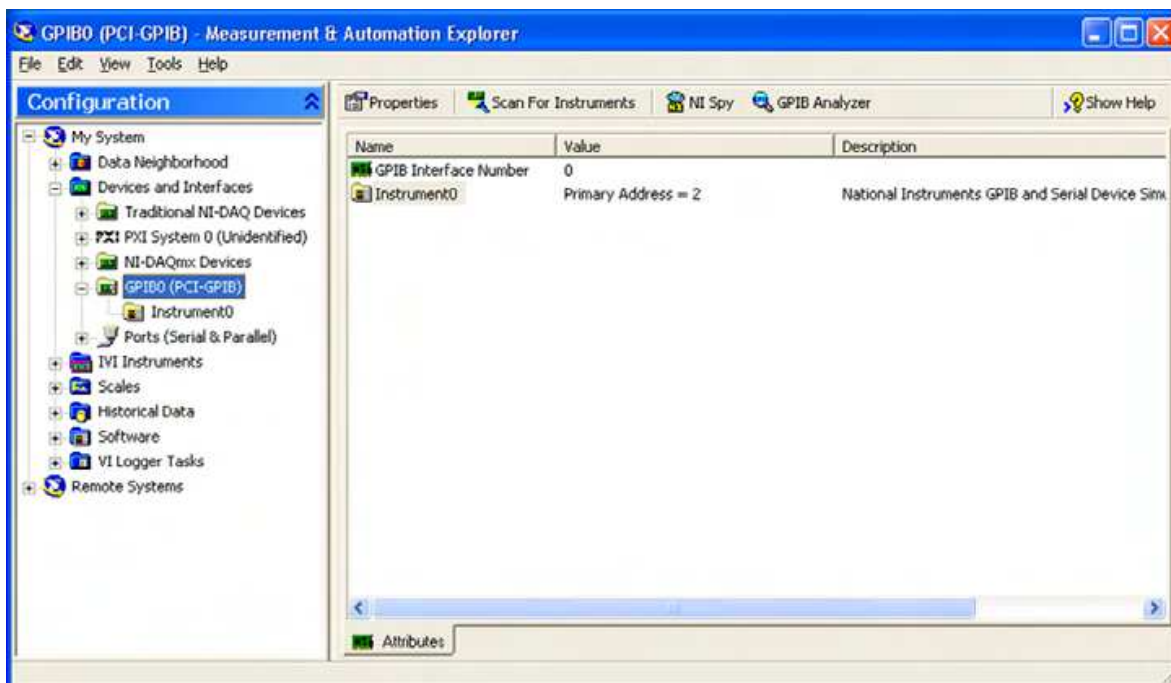 GPIB0 (PCI-GPIB) - Measurement & Automation Explorer
File Edit View Tools Help
Configuration
My System
Data Neighborhood
Devices and Interfaces
Traditional NI-DAQ Devices
PXI PXI System 0 (Unidentified)
NI-DAQmx Devices
GPIB0 (PCI-GPIB)
Instrument0
Ports (Serial & Parallel)
IVI Instruments
Scales
Historical Data
Software
VI Logger Tasks
Remote Systems
Properties Scan For Instruments NI Spy GPIB Analyzer Show Help
Name Value Description
GPIB Interface Number 0
Instrument0 Primary Address = 2 National Instruments GPIB and Serial Device Simu
Attributes